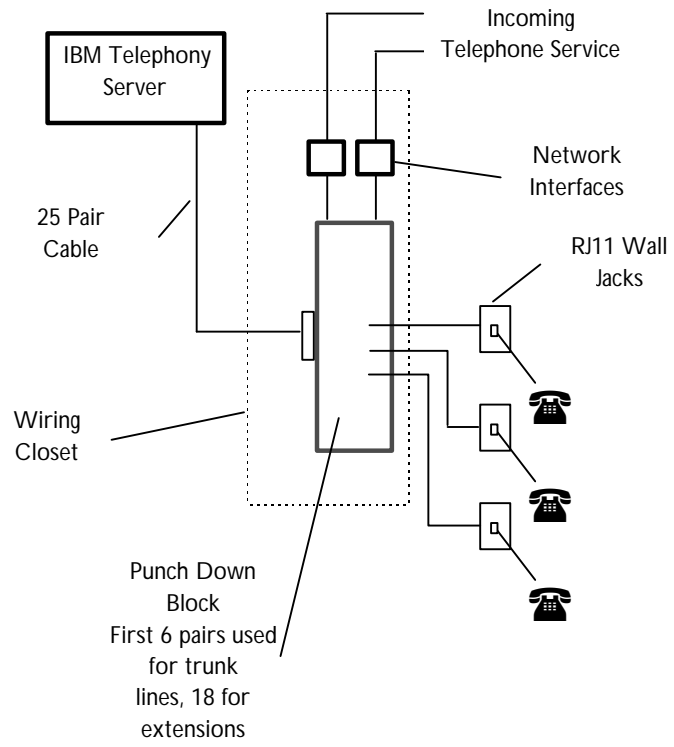 Incoming
Telephone Service
IBM Telephony
Server
Network
Interfaces
25 Pair
Cable
RJ11 Wall
Jacks
Wiring
Closet
Punch Down
Block
First 6 pairs used
for trunk
lines, 18 for
extensions